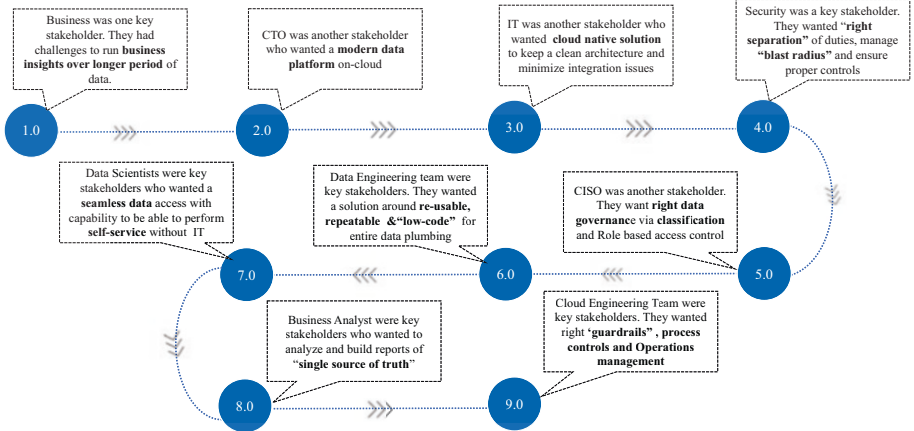 Business was one key
stakeholder. They had
challenges to run business
insights over longer period of
data.
1.0
CTO was another stakeholder
who wanted a modern data
platform on-cloud
2.0
IT was another stakeholder who
wanted cloud native solution
to keep a clean architecture and
minimize integration issues
3.0
Security was a key stakeholder.
They wanted “right
separation” of duties, manage
“blast radius” and ensure
proper controls
4.0
CISO was another stakeholder.
They want right data
governance via classification
and Role based access control
5.0
Data Engineering team were
key stakeholders. They wanted
a solution around re-usable,
repeatable &“low-code” for
entire data plumbing
6.0
Data Scientists were key
stakeholders who wanted a
seamless data access with
capability to be able to perform
self-service without IT
7.0
Business Analyst were key
stakeholders who wanted to
analyze and build reports of
“single source of truth”
8.0
Cloud Engineering Team were
key stakeholders. They wanted
right ‘guardrails” , process
controls and Operations
management
9.0